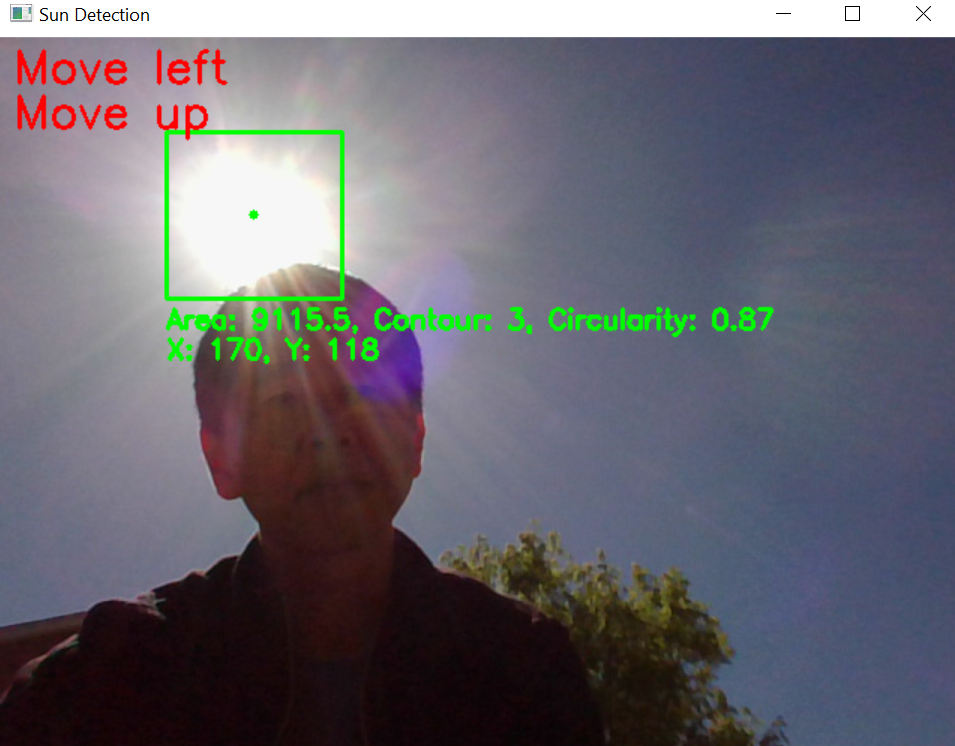 Sun Detection
Move left
Move up
Area: 9115.5, Contour: 3, Circularity: 0.87
X: 170, Y: 118